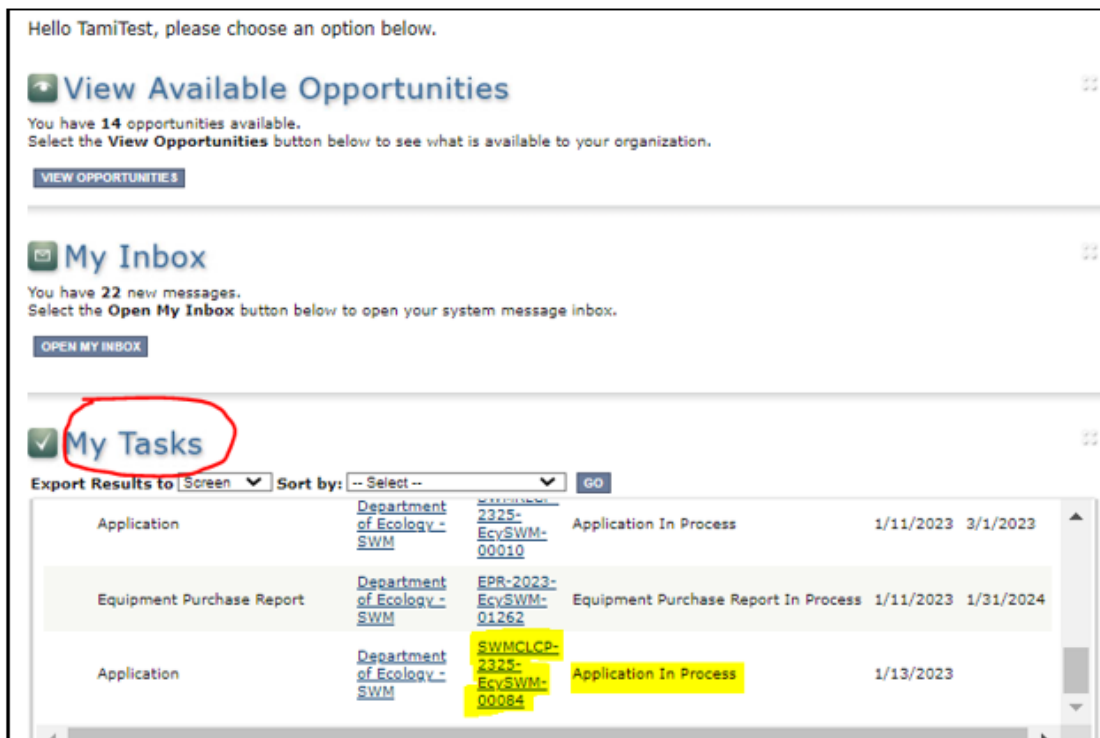 Hello TamiTest, please choose an option below.
View Available Opportunities
You have 14 opportunities available.
Select the View Opportunities button below to see what is available to your organization.
VIEW OPPORTUNITIES
My Inbox
You have 22 new messages.
Select the Open My Inbox button below to open your system message inbox.
OPEN MY INBOX
My Tasks
Export Results to Screen Sort by: -- Select -- GO
Application
Department
of Ecology -
SWM
2325-
EcySWM-
00010
Application In Process
1/11/2023 3/1/2023
Equipment Purchase Report
Department
of Ecology -
SWM
EPR-2023-
EcySWM-
01262
Equipment Purchase Report In Process
1/11/2023 1/31/2024
Application
Department
of Ecology -
SWM
SWMCLCP-
2325-
EcySWM-
00084
Application In Process
1/13/2023